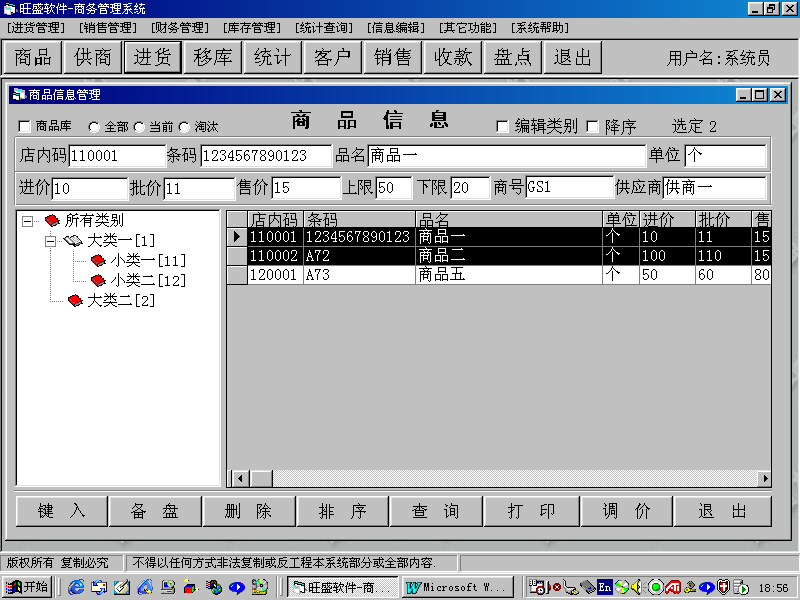 旺盛软件-商务管理系统
[进货管理] [销售管理] [财务管理] [库存管理] [统计查询] [信息编辑] [其它功能] [系统帮助]
商品 供商 进货 移库 统计 客户 销售 收款 盘点 退出 用户名:系统员
商品信息管理
商品库 全部 当前 淘汰 商 品 信 息 编辑类别 降序 选定 2
店内码 110001 条码 1234567890123 品名 商品一 单位 个
进价 10 批价 11 售价 15 上限 50 下限 20 商号 GS1 供应商 供商一
所有类别
大类一[1]
小类一[11]
小类二[12]
大类二[2]
店内码 条码 品名 单位 进价 批价 售
110001 1234567890123 商品一 个 10 11 15
110002 A72 商品二 个 100 110 15
120001 A73 商品五 个 50 60 80
键 入 备 盘 删 除 排 序 查 询 打 印 调 价 退 出
版权所有 复制必究 不得以任何方式非法复制或反工程本系统部分或全部内容.
开始 旺盛软件-商... Microsoft W... En 18:56